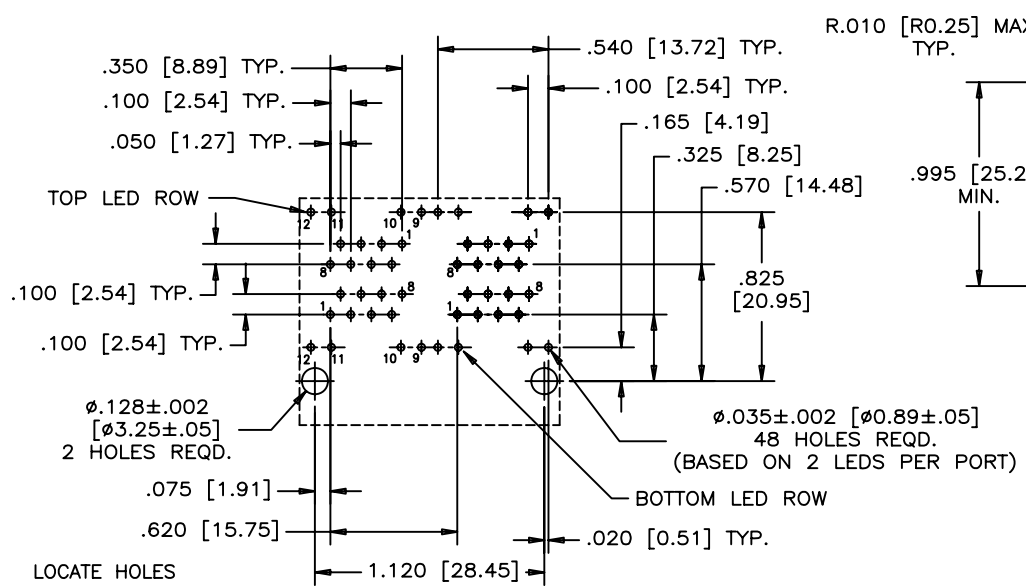 R.010 [R0.25] MAX
TYP.
.540 [13.72] TYP.
.350 [8.89] TYP.
.100 [2.54] TYP.
.100 [2.54] TYP.
.165 [4.19]
.050 [1.27] TYP.
.325 [8.25]
.995 [25.2
MIN.
.570 [14.48]
TOP LED ROW
12 11 10 9
1 1
8 8
.825
[20.95]
.100 [2.54] TYP.
8 8
1 1
.100 [2.54] TYP.
12 11 10 9
ø.128±.002
[ø3.25±.05]
2 HOLES REQD.
ø.035±.002 [ø0.89±.05]
48 HOLES REQD.
(BASED ON 2 LEDS PER PORT)
.075 [1.91]
BOTTOM LED ROW
.620 [15.75]
.020 [0.51] TYP.
LOCATE HOLES
1.120 [28.45]